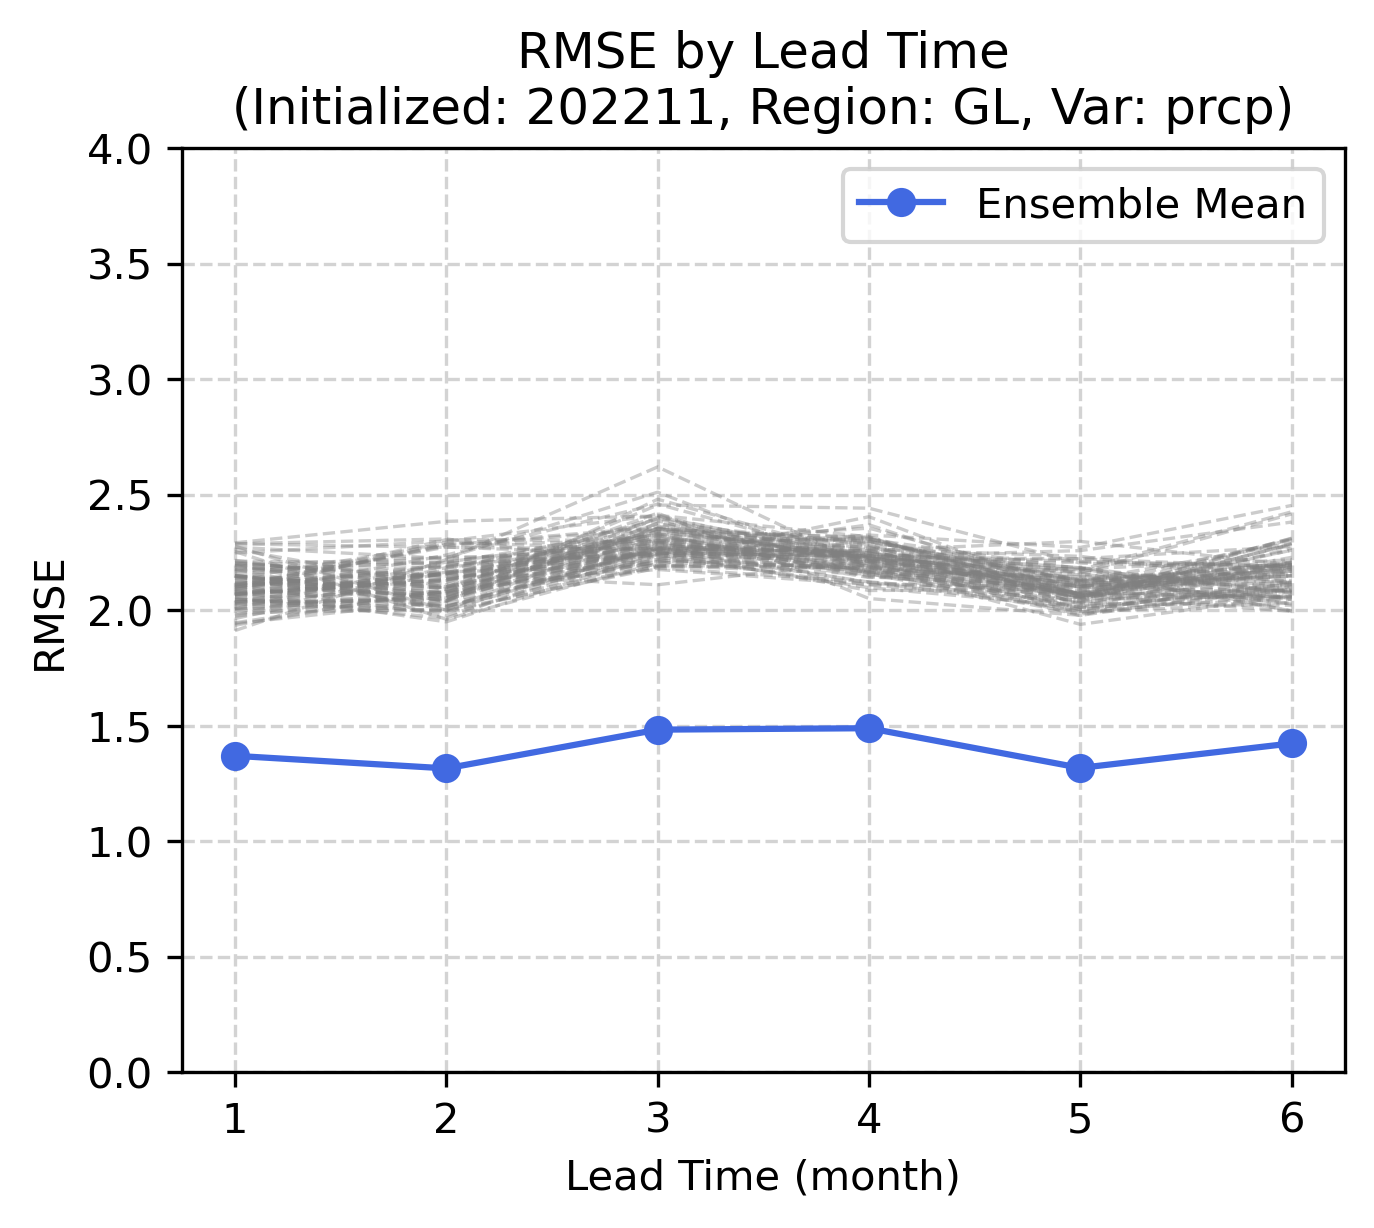 RMSE by Lead Time
(Initialized: 202211, Region: GL, Var: prcp)
4.0
3.5
3.0
2.5
2.0
1.5
1.0
0.5
0.0
RMSE
Ensemble Mean
1 2 3 4 5 6
Lead Time (month)